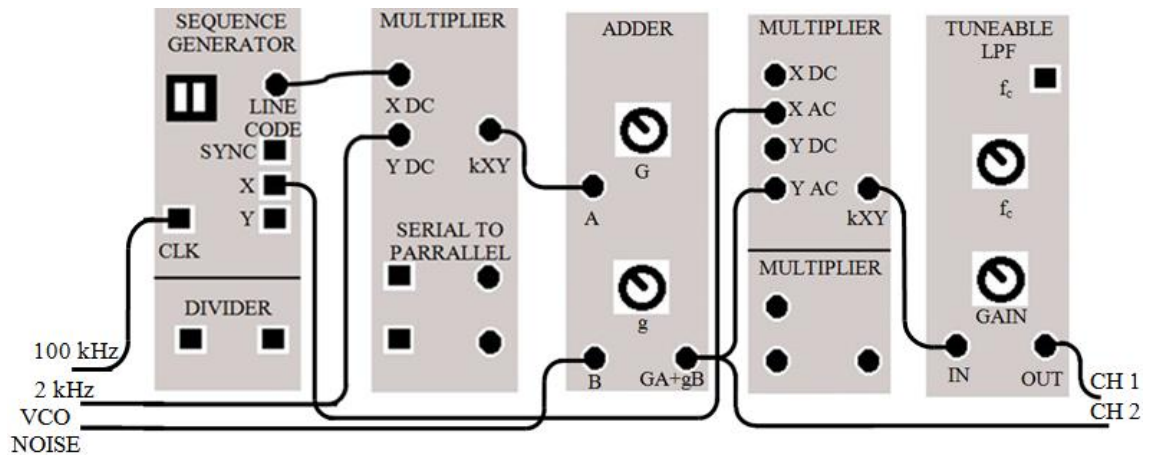 SEQUENCE
GENERATOR
LINE
CODE
SYNC
X
Y
CLK
DIVIDER
100 kHz
2 kHz
VCO
NOISE
MULTIPLIER
X DC
Y DC
kXY
SERIAL TO
PARRALLEL
ADDER
G
A
g
B
GA+gB
MULTIPLIER
X DC
X AC
Y DC
Y AC
kXY
MULTIPLIER
TUNEABLE
LPF
fc
fc
GAIN
IN
OUT
CH 1
CH 2